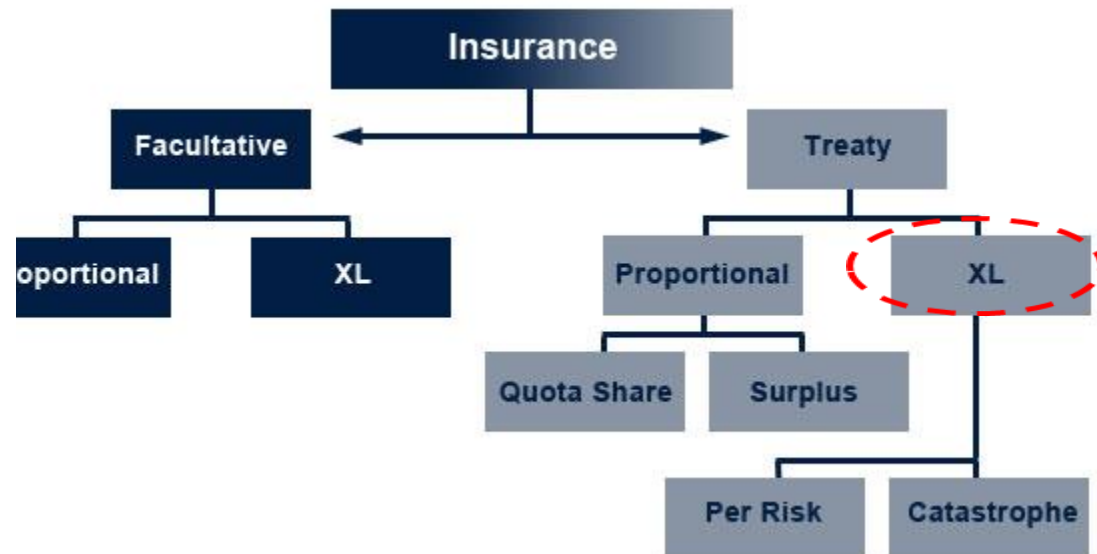 Insurance
Facultative
Treaty
oportional
XL
Proportional
XL
Quota Share
Surplus
Per Risk
Catastrophe